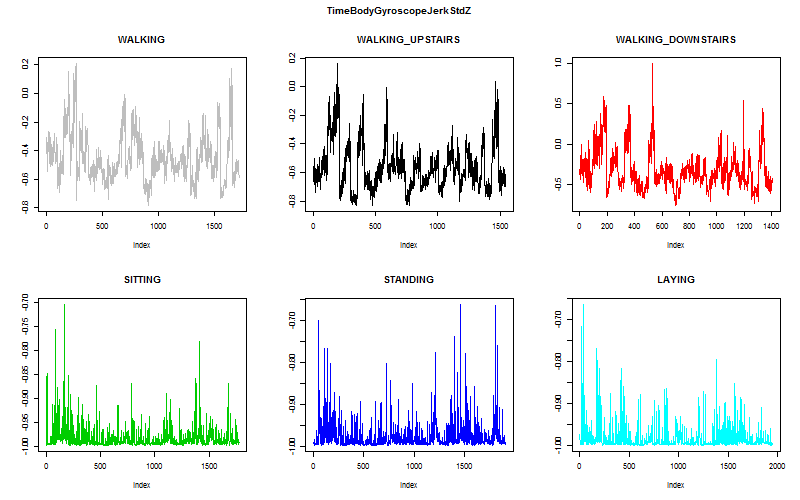 TimeBodyGyroscopeJerkStdZ
WALKING
WALKING_UPSTAIRS
WALKING_DOWNSTAIRS
0.2
0.0
-0.2
-0.4
-0.6
-0.8
0 500 1000 1500
Index
0.2
0.0
-0.2
-0.4
-0.6
-0.8
0 500 1000 1500
Index
1.0
0.5
0.0
-0.5
0 200 400 600 800 1000 1200 1400
Index
SITTING
STANDING
LAYING
-0.70
-0.75
-0.80
-0.85
-0.90
-0.95
-1.00
0 500 1000 1500
Index
-0.70
-0.80
-0.90
-1.00
0 500 1000 1500
Index
-0.70
-0.80
-0.90
-1.00
0 500 1000 1500 2000
Index